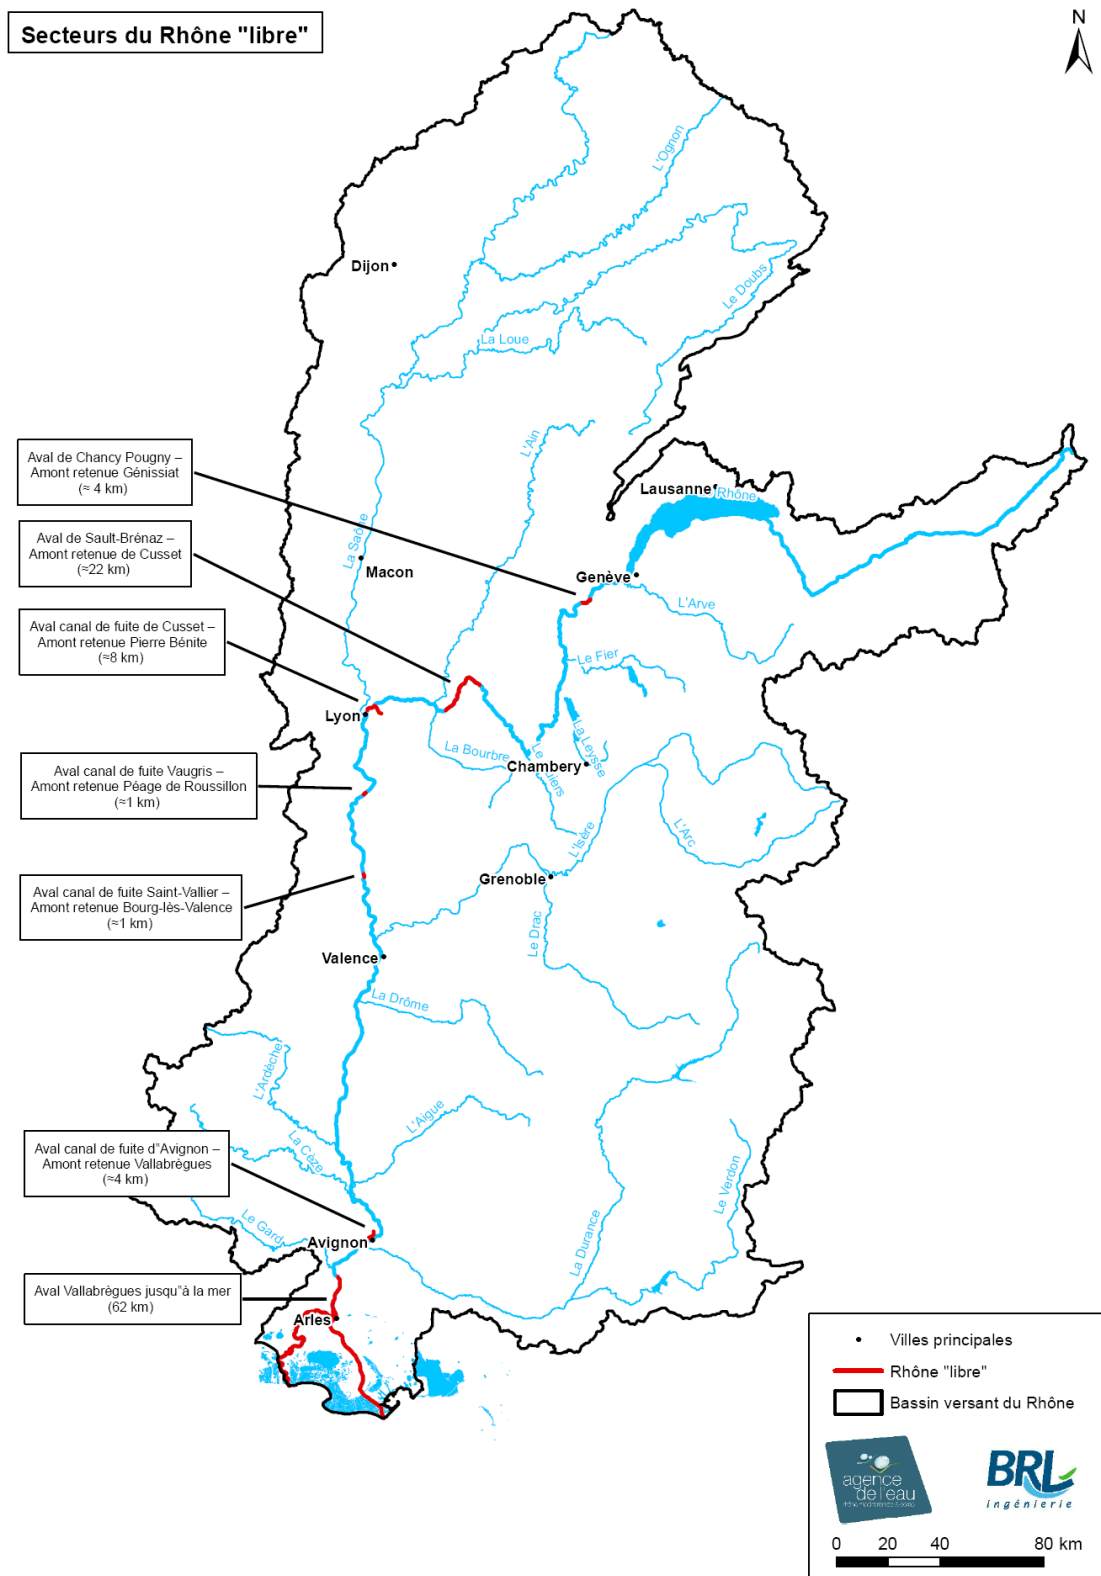 Secteurs du Rhône "libre"
N
L'Ognon
Dijon
Le Doubs
La Loue
L'Ain
Aval de Chancy Pougny –
Amont retenue Génissiat
(≈ 4 km)
Lausanne
Rhône
Aval de Sault-Brénaz –
Amont retenue de Cusset
(≈22 km)
La Saône
Macon
Genève
L'Arve
Aval canal de fuite de Cusset –
Amont retenue Pierre Bénite
(≈8 km)
Le Fier
Lyon
La Bourbre
La Leysse
Chambery
Aval canal de fuite Vaugris –
Amont retenue Péage de Roussillon
(≈1 km)
L'Isère
L'Arc
Aval canal de fuite Saint-Vallier –
Amont retenue Bourg-lès-Valence
(≈1 km)
Grenoble
Le Drac
Valence
La Drôme
L'Ardèche
L'Aigue
Aval canal de fuite d"Avignon –
Amont retenue Vallabrègues
(≈4 km)
La Cèze
Le Verdon
Le Gard
Avignon
La Durance
Aval Vallabrègues jusqu"à la mer
(62 km)
Arles
Villes principales
Rhône "libre"
Bassin versant du Rhône
agence
de l'eau
rhône méditerranée & corse
BRL
ingénierie
0 20 40 80 km